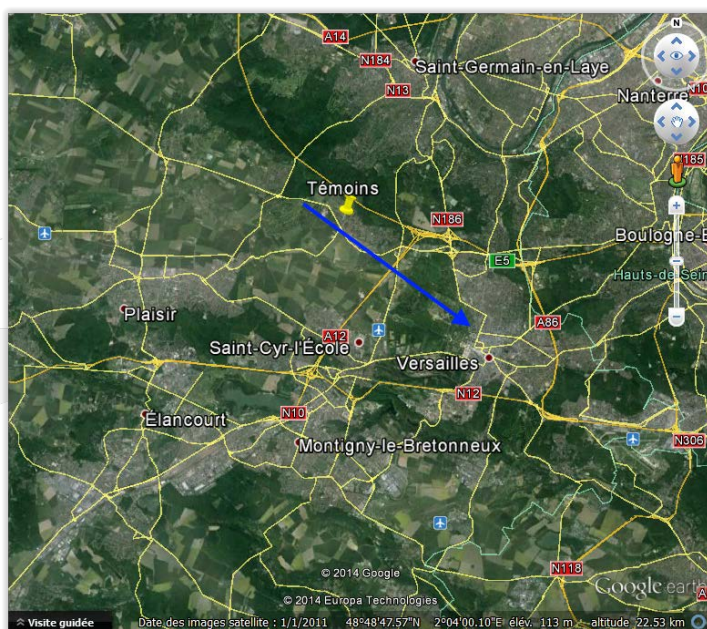 N
A14
N184
Saint-Germain-en-Laye
N13
Nanterre
Témoins
N186
E5
Hauts-de-Sein
Plaisir
A12
Saint-Cyr-l'École
A86
Versailles
N12
Élancourt
N10
Montigny-le-Bretonneux
N306
N118
© 2014 Google
Google earth
© 2014 Europa Technologies
Visite guidée
Date des images satellite : 1/1/2011 48°48'47.57"N 2°04'00.10"E élév. 113 m altitude 22.53 km